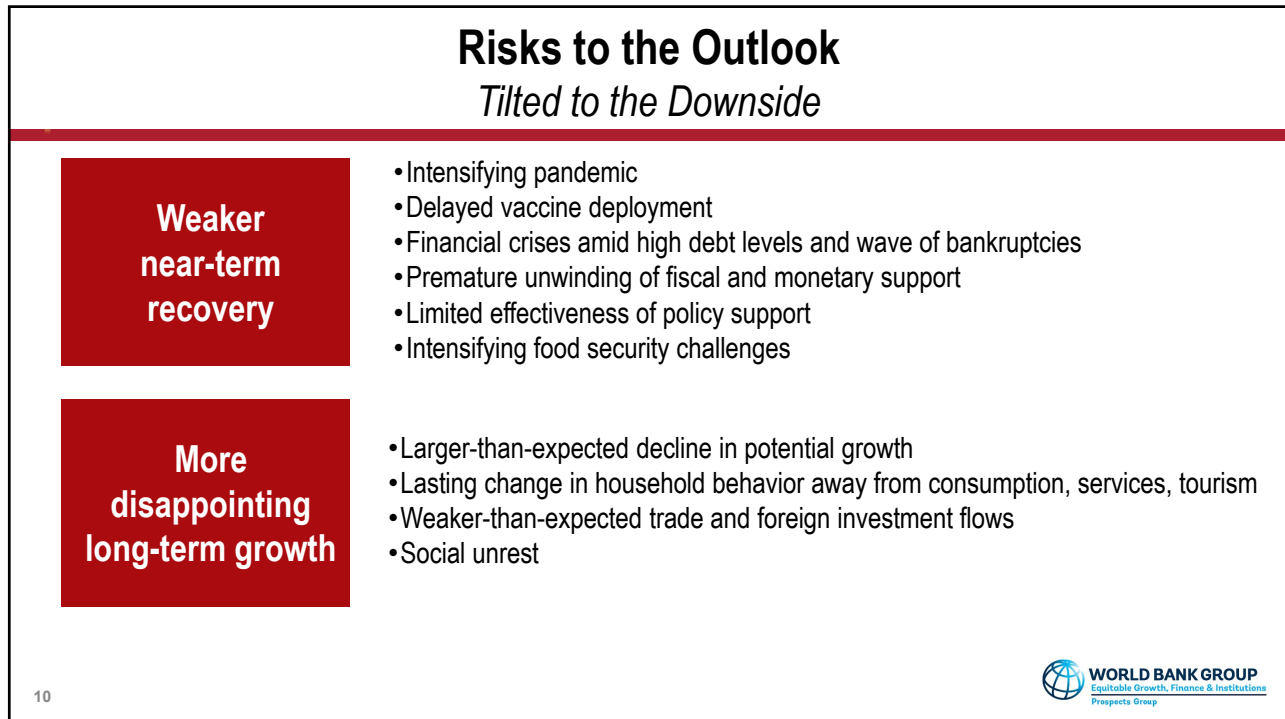 Risks to the Outlook
Tilted to the Downside
Weaker
near-term
recovery
•Intensifying pandemic
•Delayed vaccine deployment
•Financial crises amid high debt levels and wave of bankruptcies
•Premature unwinding of fiscal and monetary support
•Limited effectiveness of policy support
•Intensifying food security challenges
More
disappointing
long-term growth
•Larger-than-expected decline in potential growth
•Lasting change in household behavior away from consumption, services, tourism
•Weaker-than-expected trade and foreign investment flows
•Social unrest
10
WORLD BANK GROUP
Equitable Growth, Finance & Institutions
Prospects Group